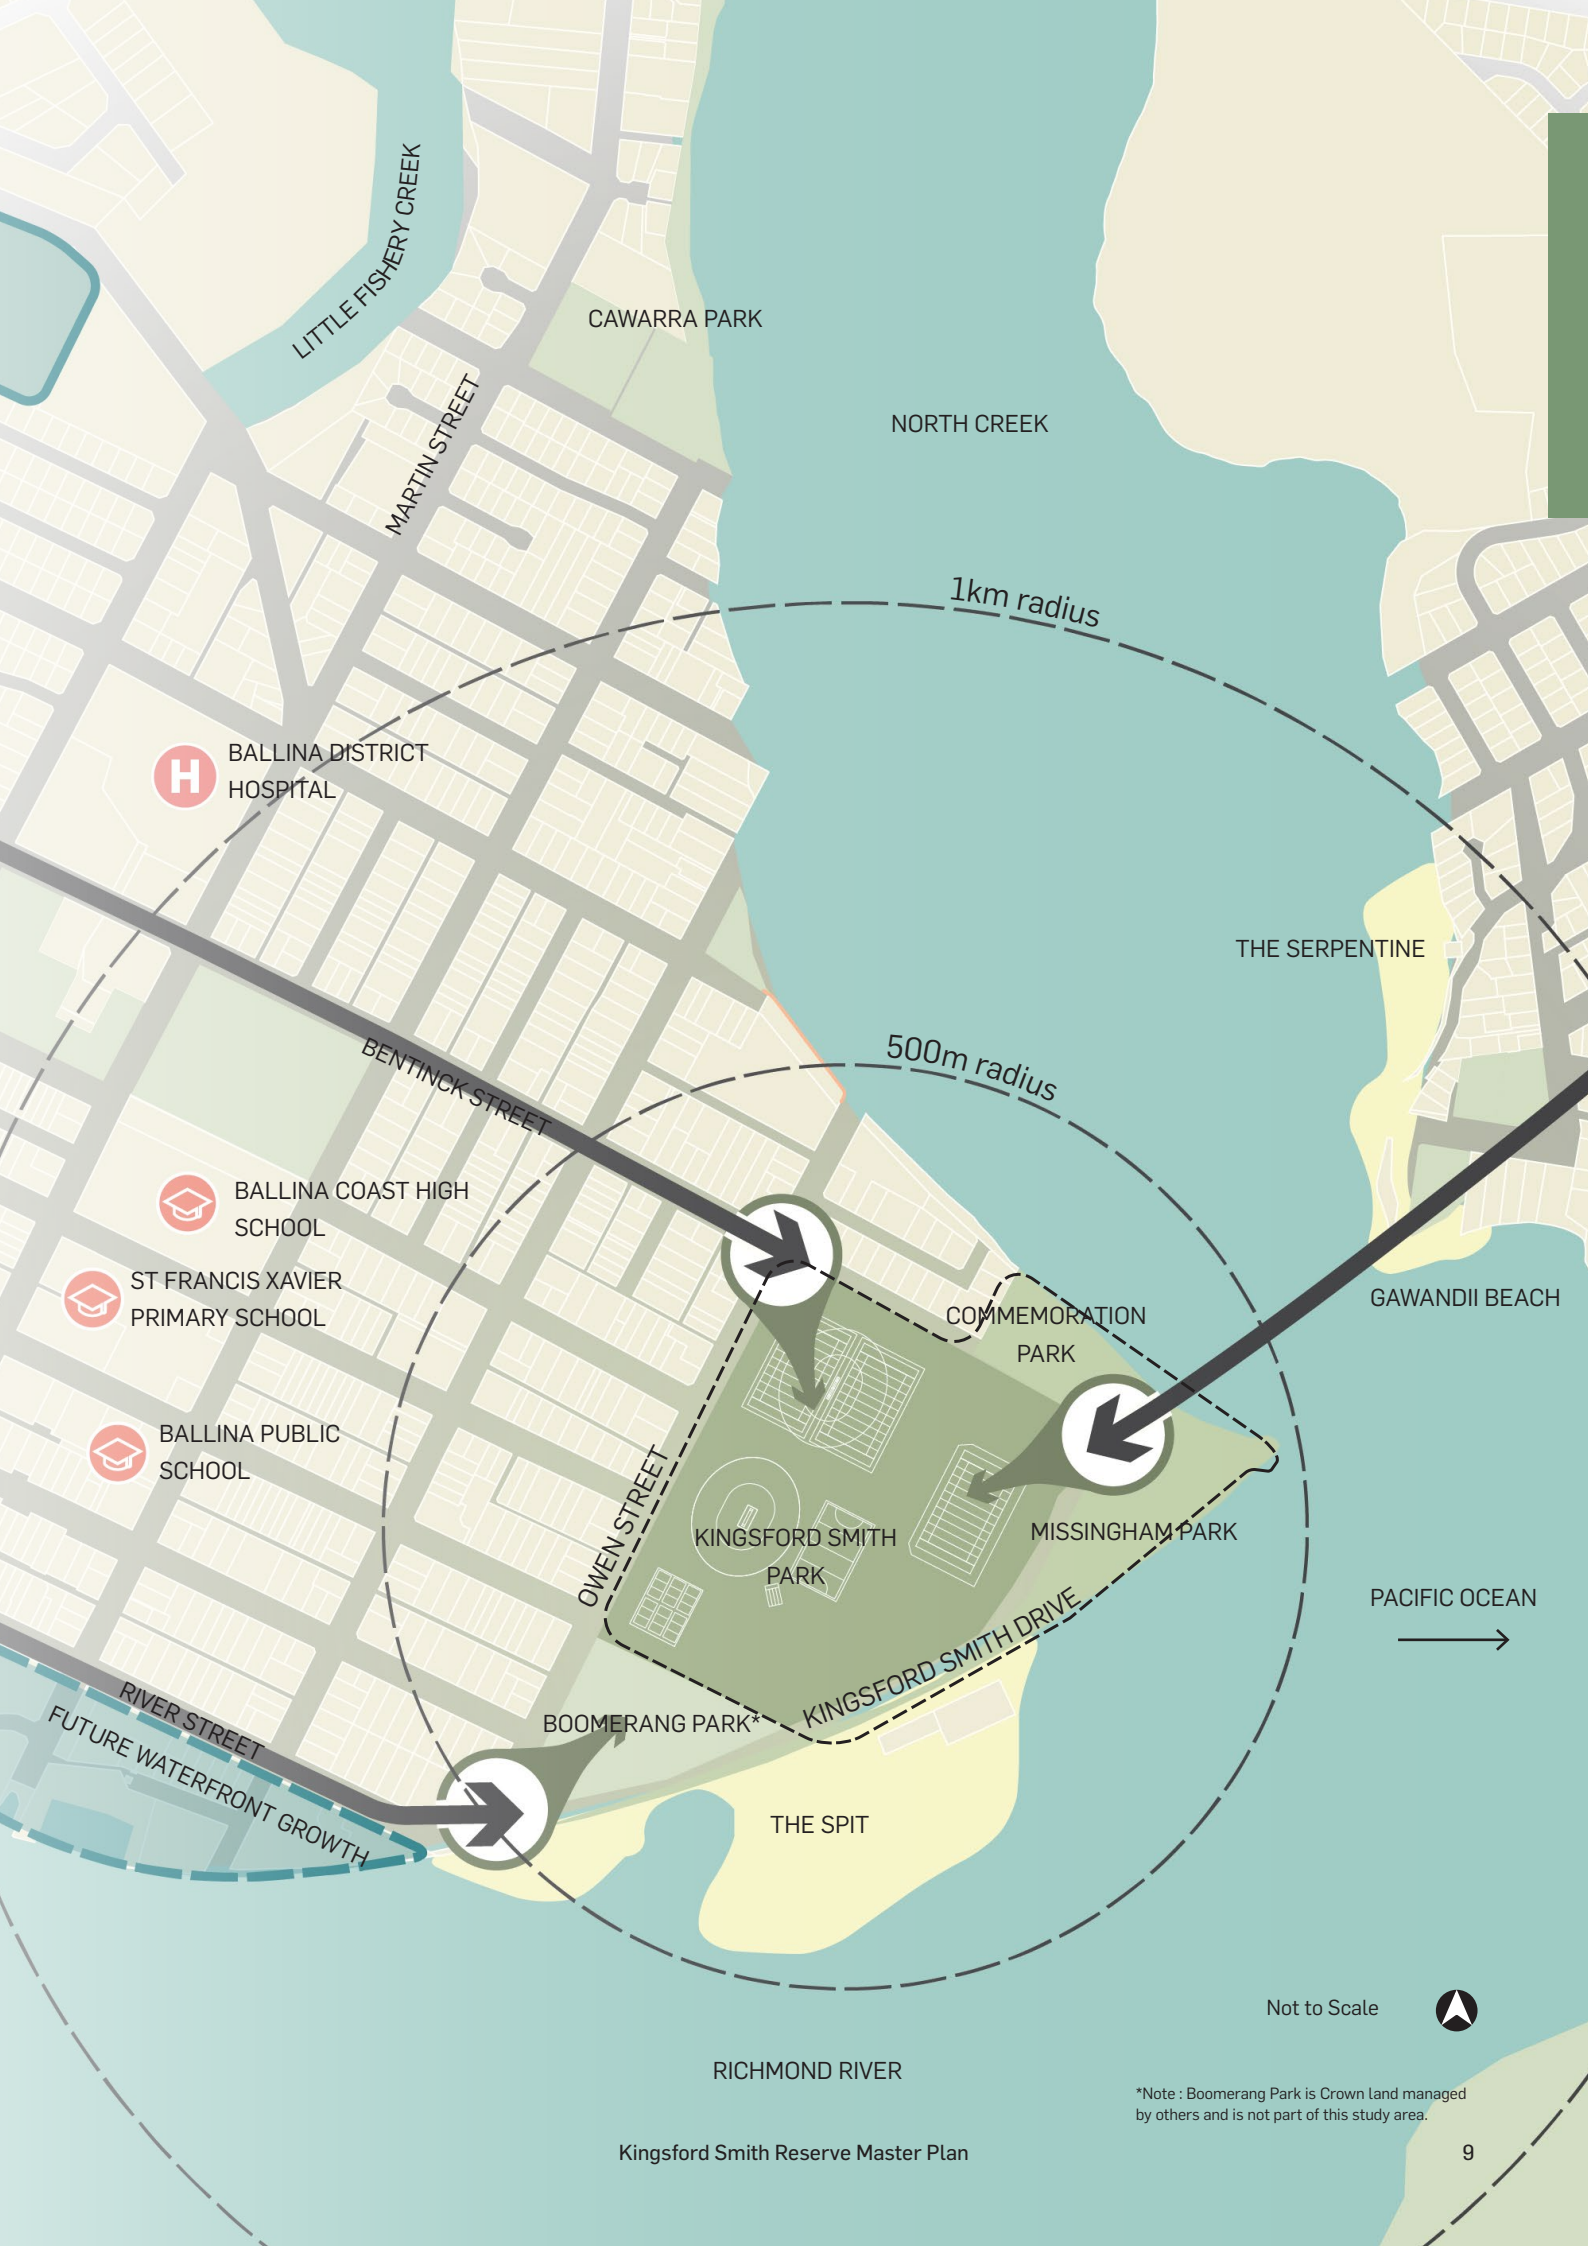 LITTLE FISHERY CREEK
CAWARRA PARK
MARTIN STREET
NORTH CREEK
1km radius
H
BALLINA DISTRICT
HOSPITAL
THE SERPENTINE
500m radius
BENTINCK STREET
BALLINA COAST HIGH
SCHOOL
ST FRANCIS XAVIER
PRIMARY SCHOOL
GAWANDII BEACH
COMMEMORATION
PARK
BALLINA PUBLIC
SCHOOL
OWEN STREET
KINGSFORD SMITH
PARK
MISSINGHAM PARK
PACIFIC OCEAN
KINGSFORD SMITH DRIVE
RIVER STREET
FUTURE WATERFRONT GROWTH
BOOMERANG PARK*
THE SPIT
Not to Scale
RICHMOND RIVER
*Note : Boomerang Park is Crown land managed
by others and is not part of this study area.
Kingsford Smith Reserve Master Plan
9